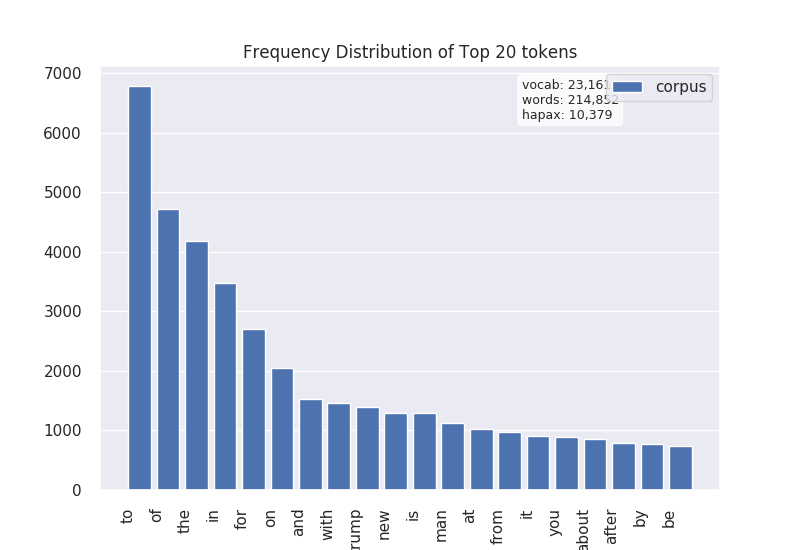 Frequency Distribution of Top 20 tokens
vocab: 23,161
words: 214,852
hapax: 10,379
corpus
7000
6000
5000
4000
3000
2000
1000
0
to of the in for on and with rump new is man at from it you about after by be